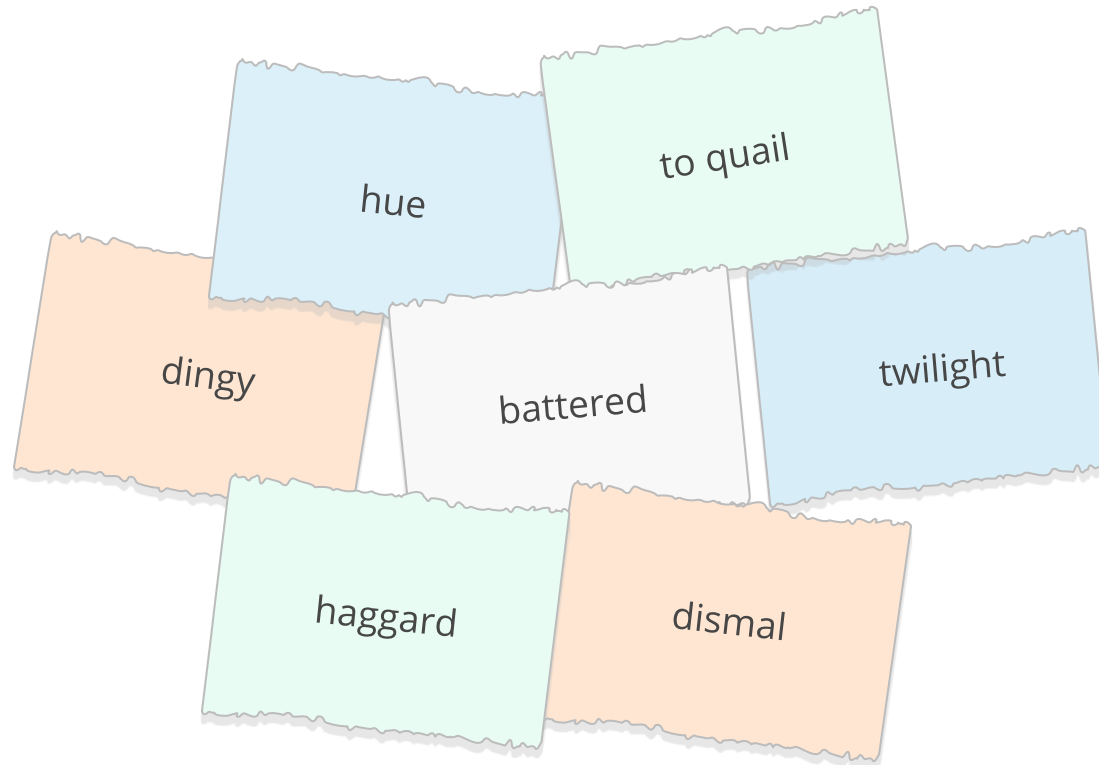 hue
to quail
dingy
battered
twilight
haggard
dismal